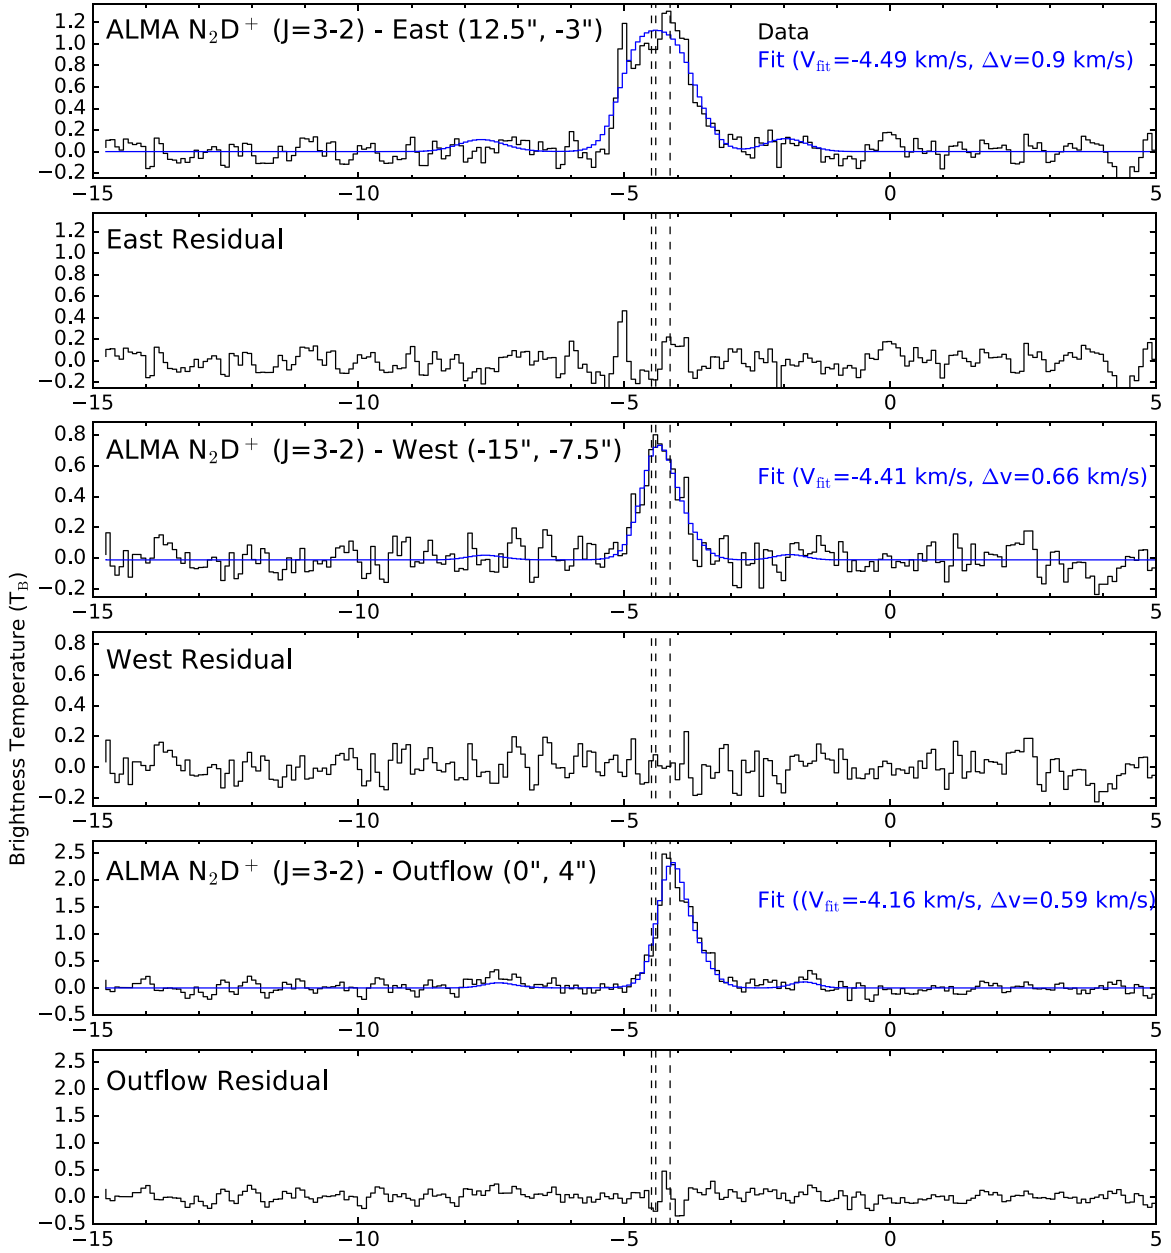 ALMA N₂D⁺ (J=3-2) - East (12.5", -3")
Data
Fit (V_fit=-4.49 km/s, Δv=0.9 km/s)
1.2
1.0
0.8
0.6
0.4
0.2
0.0
−0.2
−15 −10 −5 0 5
East Residual
1.2
1.0
0.8
0.6
0.4
0.2
0.0
−0.2
−15 −10 −5 0 5
ALMA N₂D⁺ (J=3-2) - West (-15", -7.5")
Fit (V_fit=-4.41 km/s, Δv=0.66 km/s)
0.8
0.6
0.4
0.2
0.0
−0.2
−15 −10 −5 0 5
Brightness Temperature (T_B)
West Residual
0.8
0.6
0.4
0.2
0.0
−0.2
−15 −10 −5 0 5
ALMA N₂D⁺ (J=3-2) - Outflow (0", 4")
Fit ((V_fit=-4.16 km/s, Δv=0.59 km/s)
2.5
2.0
1.5
1.0
0.5
0.0
−0.5
−15 −10 −5 0 5
Outflow Residual
2.5
2.0
1.5
1.0
0.5
0.0
−0.5
−15 −10 −5 0 5